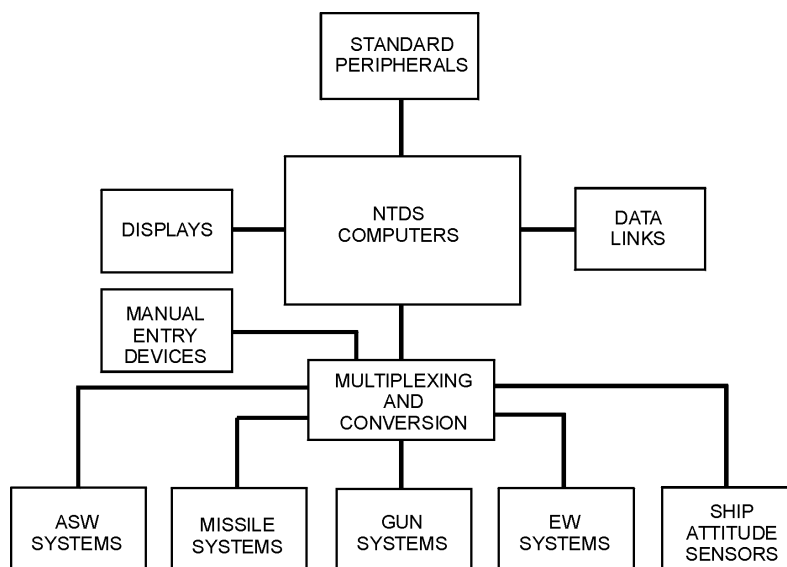 STANDARD
PERIPHERALS
NTDS
COMPUTERS
DISPLAYS
DATA
LINKS
MANUAL
ENTRY
DEVICES
MULTIPLEXING
AND
CONVERSION
ASW
SYSTEMS
MISSILE
SYSTEMS
GUN
SYSTEMS
EW
SYSTEMS
SHIP
ATTITUDE
SENSORS